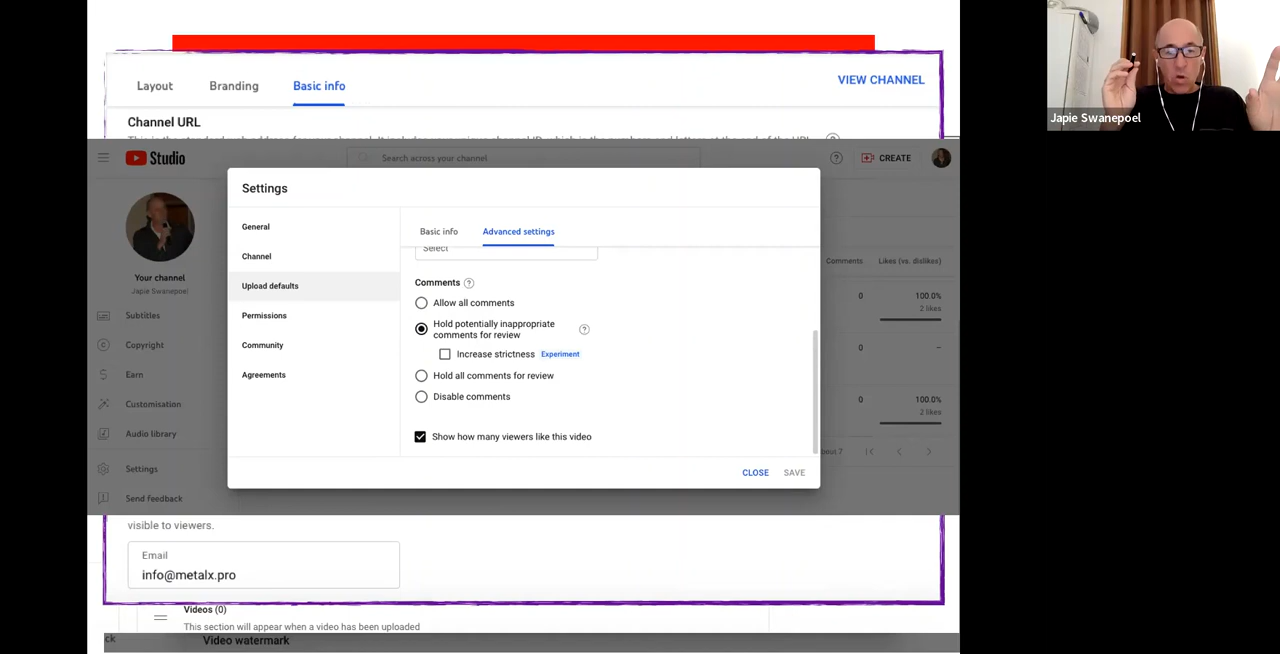 Layout Branding Basic info
VIEW CHANNEL
Channel URL
Studio
Search across your channel
CREATE
Settings
General
Channel
Upload defaults
Permissions
Community
Agreements
Basic info Advanced settings
Select
Comments
Allow all comments
Hold potentially inappropriate
comments for review
Increase strictness Experiment
Hold all comments for review
Disable comments
Show how many viewers like this video
CLOSE SAVE
Your channel
Japie Swanepoel
Subtitles
Copyright
Earn
Customisation
Audio library
Settings
Send feedback
Comments Likes (vs. dislikes)
0 100.0%
2 likes
0 –
0 100.0%
2 likes
visible to viewers.
Email
info@metalx.pro
Videos (0)
This section will appear when a video has been uploaded
Video watermark
Japie Swanepoel